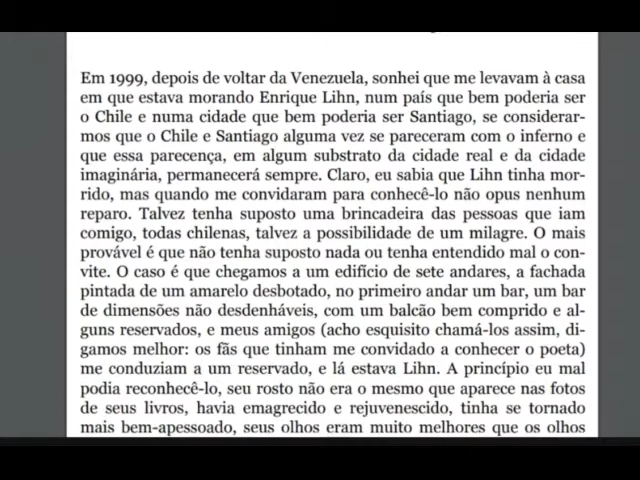 Em 1999, depois de voltar da Venezuela, sonhei que me levavam à casa
em que estava morando Enrique Lihn, num país que bem poderia ser
o Chile e numa cidade que bem poderia ser Santiago, se considerar-
mos que o Chile e Santiago alguma vez se pareceram com o inferno e
que essa parecença, em algum substrato da cidade real e da cidade
imaginária, permanecerá sempre. Claro, eu sabia que Lihn tinha mor-
rido, mas quando me convidaram para conhecê-lo não opus nenhum
reparo. Talvez tenha suposto uma brincadeira das pessoas que iam
comigo, todas chilenas, talvez a possibilidade de um milagre. O mais
provável é que não tenha suposto nada ou tenha entendido mal o con-
vite. O caso é que chegamos a um edifício de sete andares, a fachada
pintada de um amarelo desbotado, no primeiro andar um bar, um bar
de dimensões não desdenháveis, com um balcão bem comprido e al-
guns reservados, e meus amigos (acho esquisito chamá-los assim, di-
gamos melhor: os fãs que tinham me convidado a conhecer o poeta)
me conduziam a um reservado, e lá estava Lihn. A princípio eu mal
podia reconhecê-lo, seu rosto não era o mesmo que aparece nas fotos
de seus livros, havia emagrecido e rejuvenescido, tinha se tornado
mais bem-apessoado, seus olhos eram muito melhores que os olhos